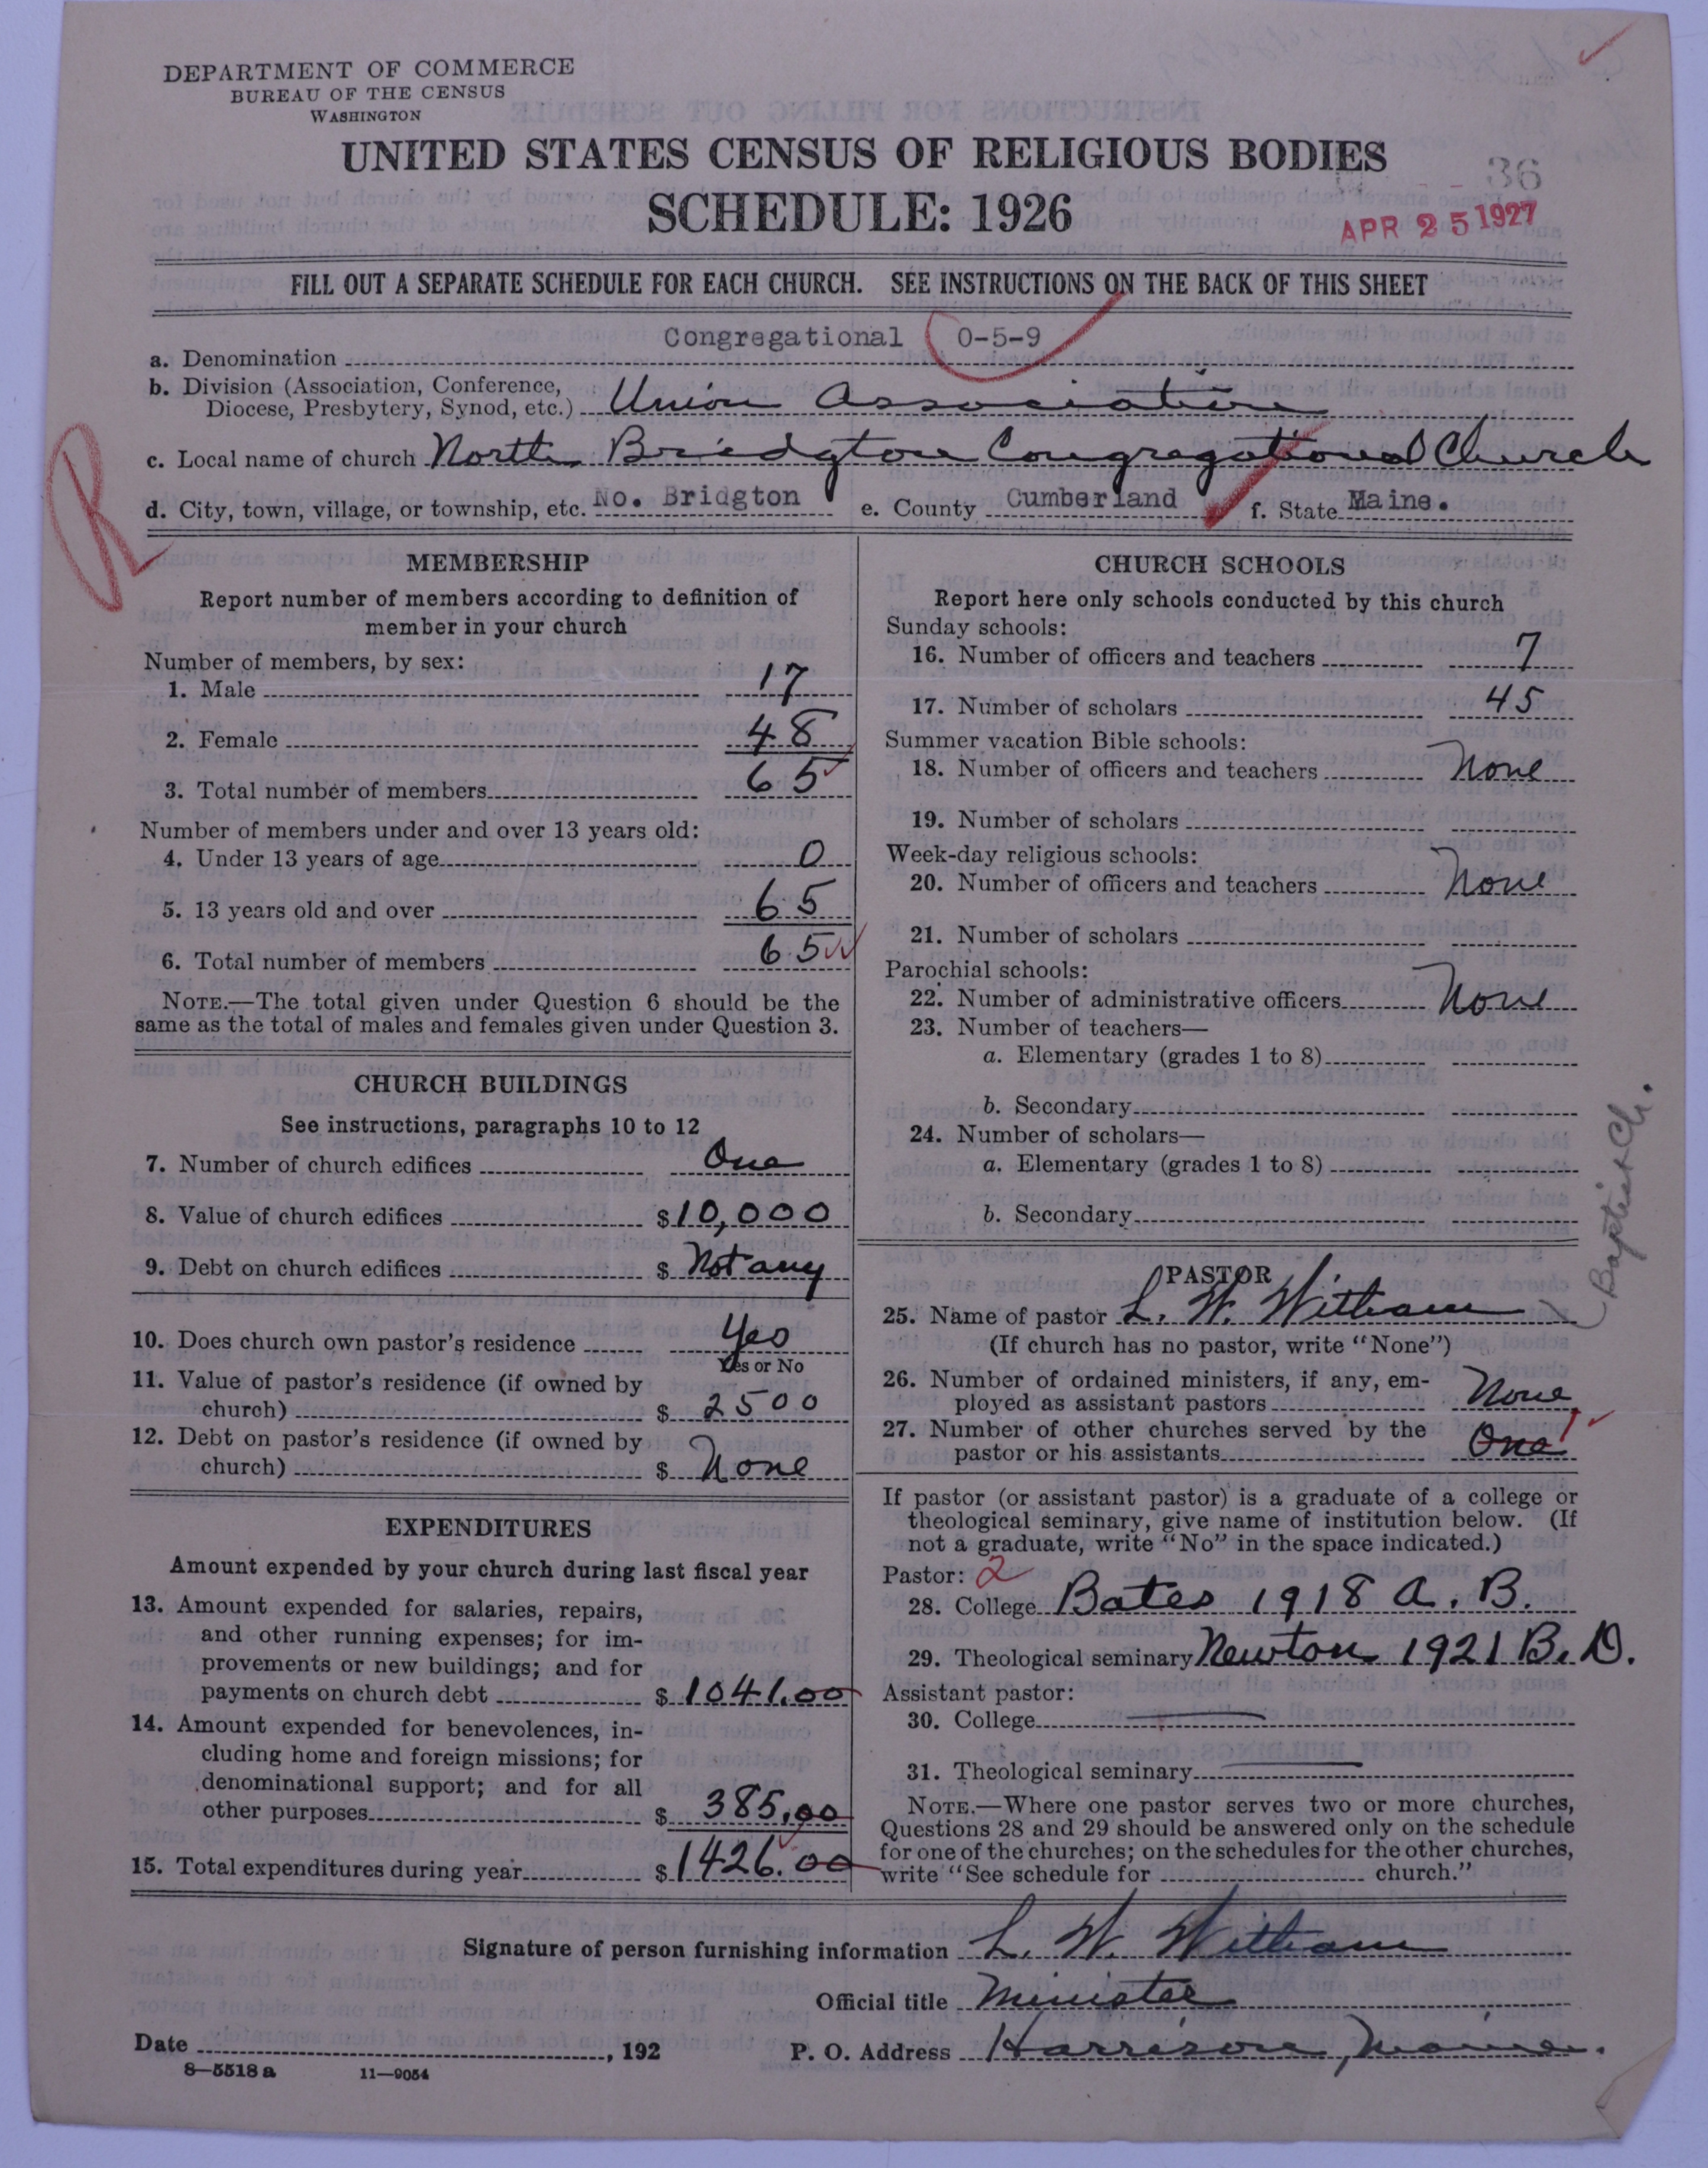 DEPARTMENT OF COMMERCE
BUREAU OF THE CENSUS
WASHINGTON
UNITED STATES CENSUS OF RELIGIOUS BODIES
SCHEDULE: 1926
36
APR 25 1927
FILL OUT A SEPARATE SCHEDULE FOR EACH CHURCH. SEE INSTRUCTIONS ON THE BACK OF THIS SHEET
a. Denomination Congregational 0-5-9
b. Division (Association, Conference,
Diocese, Presbytery, Synod, etc.) Union Association
c. Local name of church North Bridgton Congregational Church
d. City, town, village, or township, etc. No. Bridgton e. County Cumberland f. State Maine.
R
MEMBERSHIP
Report number of members according to definition of
member in your church
Number of members, by sex:
1. Male 17
2. Female 48
3. Total number of members 65
Number of members under and over 13 years old:
4. Under 13 years of age 0
5. 13 years old and over 65
6. Total number of members 65
NOTE.—The total given under Question 6 should be the
same as the total of males and females given under Question 3.
CHURCH BUILDINGS
See instructions, paragraphs 10 to 12
7. Number of church edifices One
8. Value of church edifices $10,000
9. Debt on church edifices $ Not any
10. Does church own pastor's residence Yes
Yes or No
11. Value of pastor's residence (if owned by
church) $ 2500
12. Debt on pastor's residence (if owned by
church) $ None
EXPENDITURES
Amount expended by your church during last fiscal year
13. Amount expended for salaries, repairs,
and other running expenses; for im-
provements or new buildings; and for
payments on church debt $ 1041.00
14. Amount expended for benevolences, in-
cluding home and foreign missions; for
denominational support; and for all
other purposes $ 385.00
15. Total expenditures during year $1426.00
CHURCH SCHOOLS
Report here only schools conducted by this church
Sunday schools:
16. Number of officers and teachers 7
17. Number of scholars 45
Summer vacation Bible schools:
18. Number of officers and teachers None
19. Number of scholars
Week-day religious schools:
20. Number of officers and teachers None
21. Number of scholars
Parochial schools:
22. Number of administrative officers None
23. Number of teachers—
a. Elementary (grades 1 to 8)
b. Secondary
24. Number of scholars—
a. Elementary (grades 1 to 8)
b. Secondary
PASTOR
25. Name of pastor L. W. Witham
(Baptist Ch.
(If church has no pastor, write "None")
26. Number of ordained ministers, if any, em-
ployed as assistant pastors None
27. Number of other churches served by the
pastor or his assistants One 1
If pastor (or assistant pastor) is a graduate of a college or
theological seminary, give name of institution below. (If
not a graduate, write "No" in the space indicated.)
Pastor: 2
28. College Bates 1918 A. B.
29. Theological seminary Newton 1921 B. D.
Assistant pastor:
30. College
31. Theological seminary
NOTE.—Where one pastor serves two or more churches,
Questions 28 and 29 should be answered only on the schedule
for one of the churches; on the schedules for the other churches,
write "See schedule for church."
Signature of person furnishing information L. W. Witham
Official title Minister
Date , 192 P. O. Address Harrison, Maine.
8—5518 a 11—9054